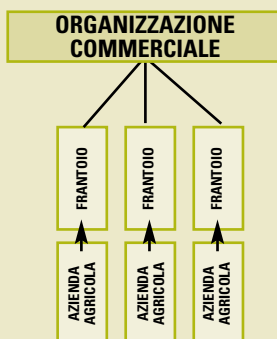 ORGANIZZAZIONE
COMMERCIALE
FRANTOIO
FRANTOIO
FRANTOIO
AZIENDA
AGRICOLA
AZIENDA
AGRICOLA
AZIENDA
AGRICOLA